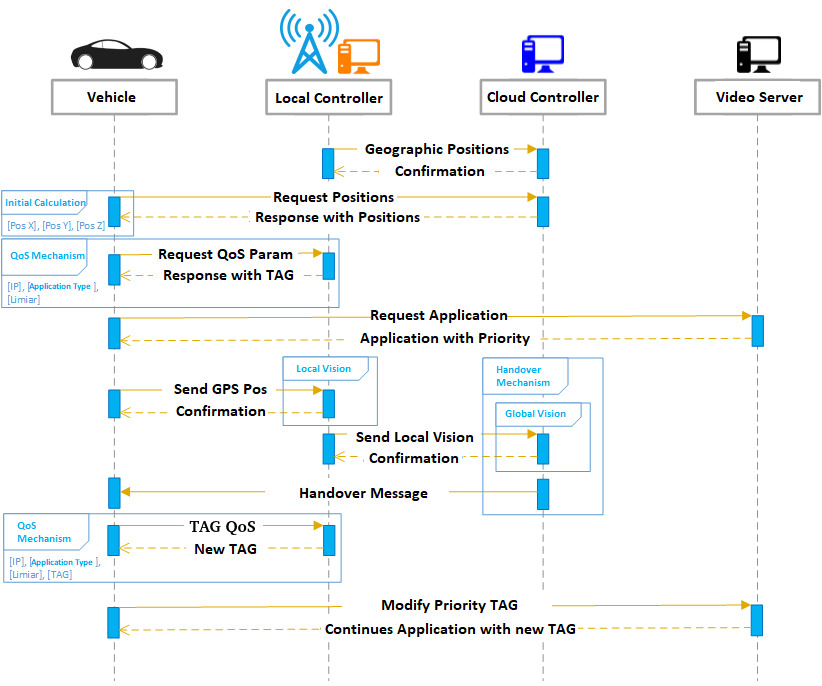 Vehicle
Local Controller
Cloud Controller
Video Server
Geographic Positions
Confirmation
Initial Calculation
[Pos X], [Pos Y], [Pos Z]
Request Positions
Response with Positions
QoS Mechanism
[IP], [Application Type ],
[Limiar]
Request QoS Param
Response with TAG
Request Application
Application with Priority
Local Vision
Handover
Mechanism
Send GPS Pos
Confirmation
Global Vision
Send Local Vision
Confirmation
Handover Message
QoS
Mechanism
[IP], [Application Type ],
[Limiar], [TAG]
TAG QoS
New TAG
Modify Priority TAG
Continues Application with new TAG